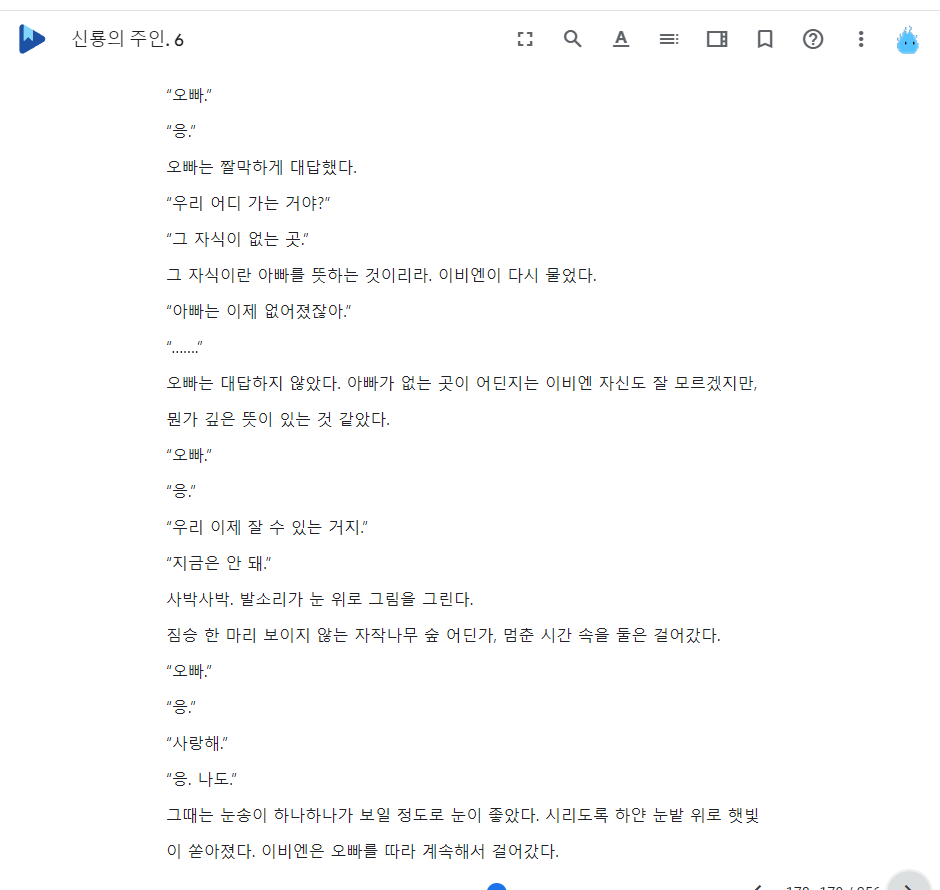 신룡의 주인. 6
“오빠.”
“응.”
오빠는 짤막하게 대답했다.
“우리 어디 가는 거야?”
“그 자식이 없는 곳.”
그 자식이란 아빠를 뜻하는 것이리라. 이비엔이 다시 물었다.
“아빠는 이제 없어졌잖아.”
“…….”
오빠는 대답하지 않았다. 아빠가 없는 곳이 어딘지는 이비엔 자신도 잘 모르겠지만,
뭔가 깊은 뜻이 있는 것 같았다.
“오빠.”
“응.”
“우리 이제 잘 수 있는 거지.”
“지금은 안 돼.”
사박사박. 발소리가 눈 위로 그림을 그린다.
짐승 한 마리 보이지 않는 자작나무 숲 어딘가, 멈춘 시간 속을 둘은 걸어갔다.
“오빠.”
“응.”
“사랑해.”
“응. 나도.”
그때는 눈송이 하나하나가 보일 정도로 눈이 좋았다. 시리도록 하얀 눈밭 위로 햇빛
이 쏟아졌다. 이비엔은 오빠를 따라 계속해서 걸어갔다.